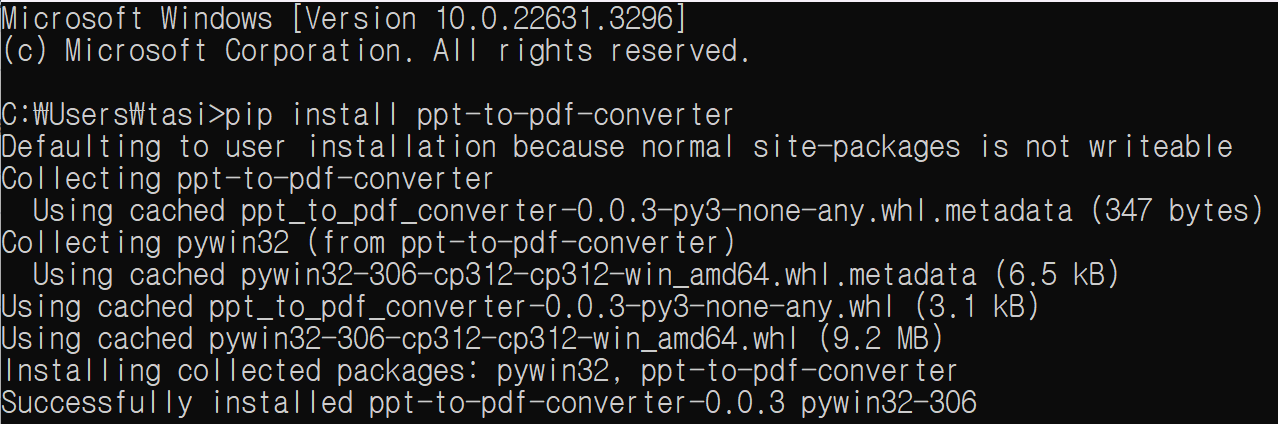 Microsoft Windows [Version 10.0.22631.3296]
(c) Microsoft Corporation. All rights reserved.
C:₩Users₩tasi>pip install ppt-to-pdf-converter
Defaulting to user installation because normal site-packages is not writeable
Collecting ppt-to-pdf-converter
  Using cached ppt_to_pdf_converter-0.0.3-py3-none-any.whl.metadata (347 bytes)
Collecting pywin32 (from ppt-to-pdf-converter)
  Using cached pywin32-306-cp312-cp312-win_amd64.whl.metadata (6.5 kB)
Using cached ppt_to_pdf_converter-0.0.3-py3-none-any.whl (3.1 kB)
Using cached pywin32-306-cp312-cp312-win_amd64.whl (9.2 MB)
Installing collected packages: pywin32, ppt-to-pdf-converter
Successfully installed ppt-to-pdf-converter-0.0.3 pywin32-306